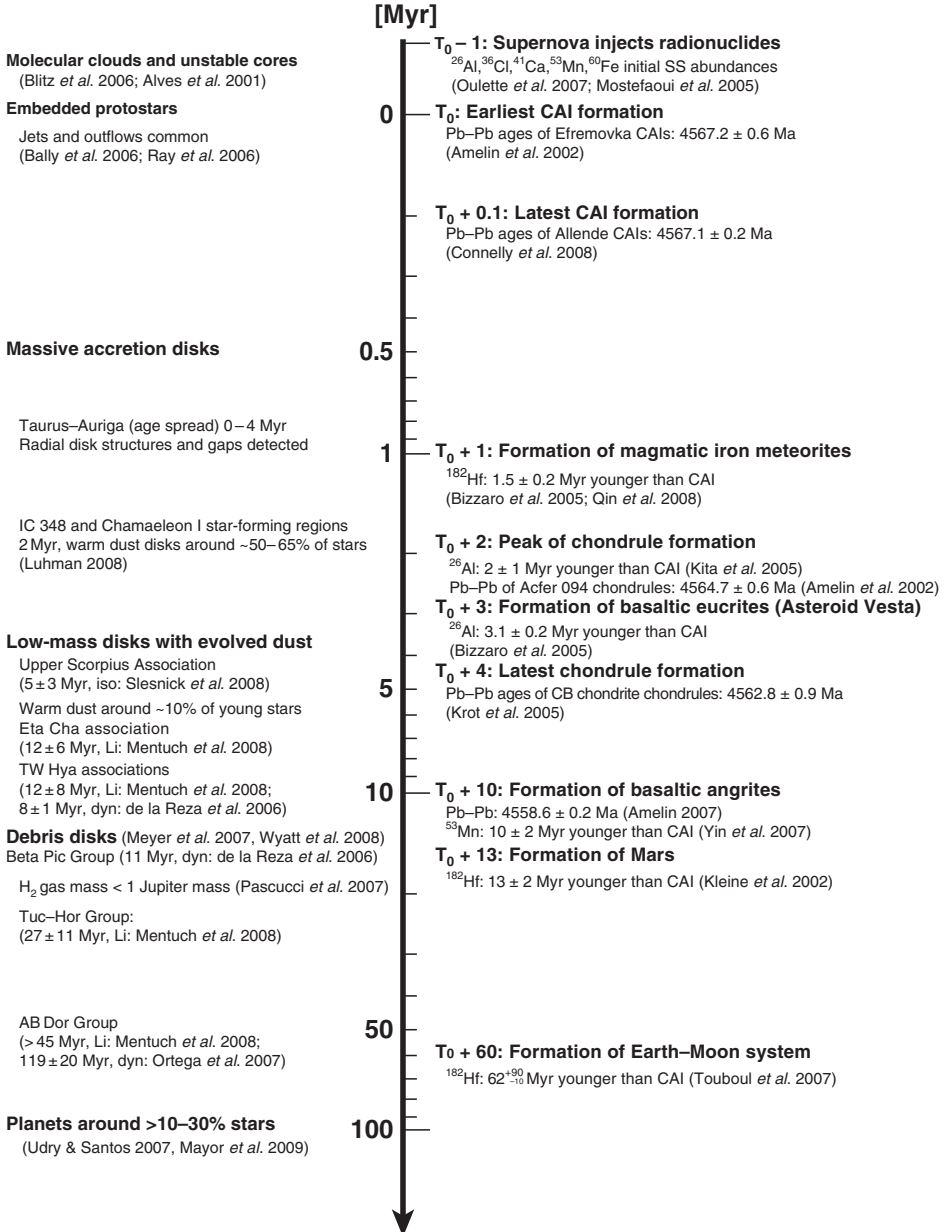 [Myr]
Molecular clouds and unstable cores
(Blitz et al. 2006; Alves et al. 2001)
Embedded protostars
Jets and outflows common
(Bally et al. 2006; Ray et al. 2006)
Massive accretion disks
Taurus–Auriga (age spread) 0–4 Myr
Radial disk structures and gaps detected
IC 348 and Chamaeleon I star-forming regions
2 Myr, warm dust disks around ~50–65% of stars
(Luhman 2008)
Low-mass disks with evolved dust
Upper Scorpius Association
(5±3 Myr, iso: Slesnick et al. 2008)
Warm dust around ~10% of young stars
Eta Cha association
(12±6 Myr, Li: Mentuch et al. 2008)
TW Hya associations
(12±8 Myr, Li: Mentuch et al. 2008;
8±1 Myr, dyn: de la Reza et al. 2006)
Debris disks (Meyer et al. 2007, Wyatt et al. 2008)
Beta Pic Group (11 Myr, dyn: de la Reza et al. 2006)
H2 gas mass < 1 Jupiter mass (Pascucci et al. 2007)
Tuc–Hor Group:
(27±11 Myr, Li: Mentuch et al. 2008)
AB Dor Group
(>45 Myr, Li: Mentuch et al. 2008;
119±20 Myr, dyn: Ortega et al. 2007)
Planets around >10–30% stars
(Udry & Santos 2007, Mayor et al. 2009)
0
0.5
1
5
10
50
100
T0 – 1: Supernova injects radionuclides
26Al,36Cl,41Ca,53Mn,60Fe initial SS abundances
(Oulette et al. 2007; Mostefaoui et al. 2005)
T0: Earliest CAI formation
Pb–Pb ages of Efremovka CAIs: 4567.2 ± 0.6 Ma
(Amelin et al. 2002)
T0 + 0.1: Latest CAI formation
Pb–Pb ages of Allende CAIs: 4567.1 ± 0.2 Ma
(Connelly et al. 2008)
T0 + 1: Formation of magmatic iron meteorites
182Hf: 1.5 ± 0.2 Myr younger than CAI
(Bizzaro et al. 2005; Qin et al. 2008)
T0 + 2: Peak of chondrule formation
26Al: 2 ± 1 Myr younger than CAI (Kita et al. 2005)
Pb–Pb of Acfer 094 chondrules: 4564.7 ± 0.6 Ma (Amelin et al. 2002)
T0 + 3: Formation of basaltic eucrites (Asteroid Vesta)
26Al: 3.1 ± 0.2 Myr younger than CAI
(Bizzaro et al. 2005)
T0 + 4: Latest chondrule formation
Pb–Pb ages of CB chondrite chondrules: 4562.8 ± 0.9 Ma
(Krot et al. 2005)
T0 + 10: Formation of basaltic angrites
Pb–Pb: 4558.6 ± 0.2 Ma (Amelin 2007)
53Mn: 10 ± 2 Myr younger than CAI (Yin et al. 2007)
T0 + 13: Formation of Mars
182Hf: 13 ± 2 Myr younger than CAI (Kleine et al. 2002)
T0 + 60: Formation of Earth–Moon system
182Hf: 62+90−10 Myr younger than CAI (Touboul et al. 2007)